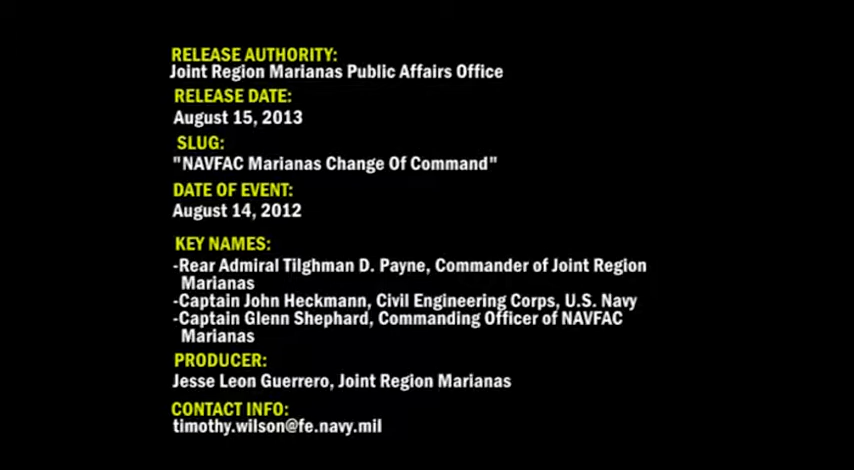 RELEASE AUTHORITY:
Joint Region Marianas Public Affairs Office
RELEASE DATE:
August 15, 2013
SLUG:
"NAVFAC Marianas Change Of Command"
DATE OF EVENT:
August 14, 2012
KEY NAMES:
-Rear Admiral Tilghman D. Payne, Commander of Joint Region
Marianas
-Captain John Heckmann, Civil Engineering Corps, U.S. Navy
-Captain Glenn Shephard, Commanding Officer of NAVFAC
Marianas
PRODUCER:
Jesse Leon Guerrero, Joint Region Marianas
CONTACT INFO:
timothy.wilson@fe.navy.mil